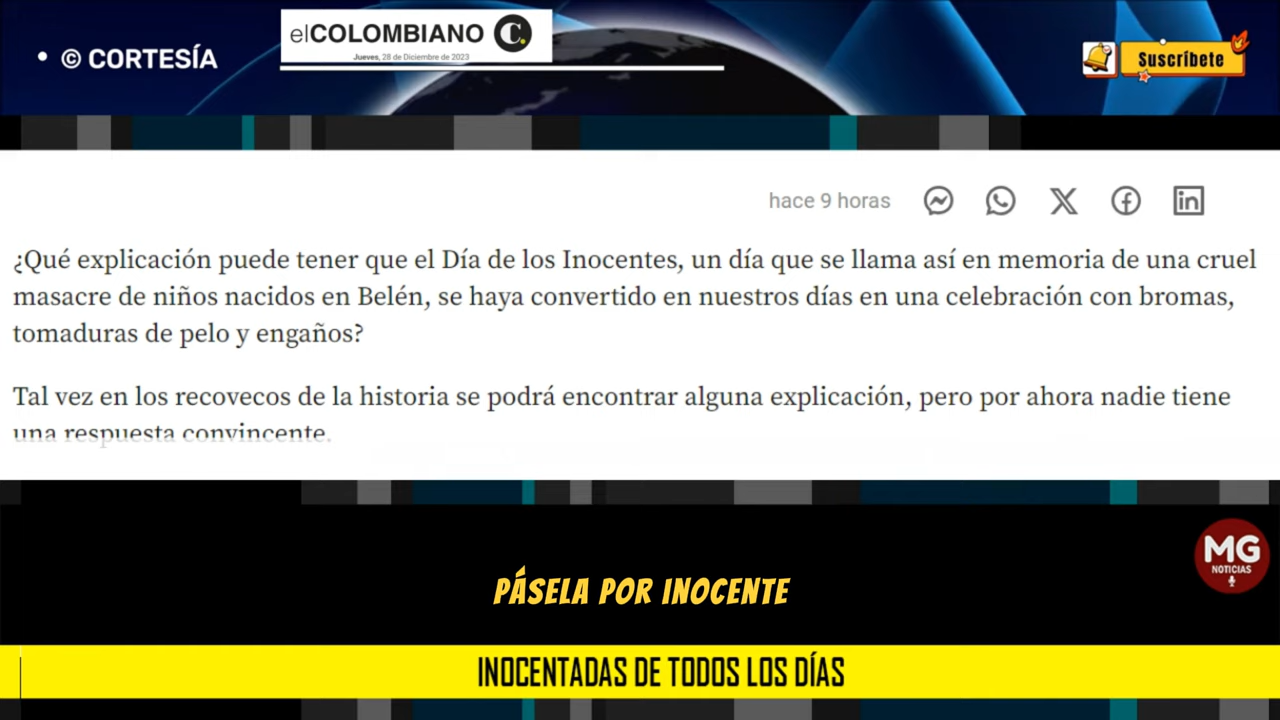 • © CORTESÍA
elCOLOMBIANO C.
Jueves, 28 de Diciembre de 2023
Suscríbete
hace 9 horas
¿Qué explicación puede tener que el Día de los Inocentes, un día que se llama así en memoria de una cruel
masacre de niños nacidos en Belén, se haya convertido en nuestros días en una celebración con bromas,
tomaduras de pelo y engaños?
Tal vez en los recovecos de la historia se podrá encontrar alguna explicación, pero por ahora nadie tiene
una respuesta convincente.
MG
NOTICIAS
PÁSELA POR INOCENTE
INOCENTADAS DE TODOS LOS DÍAS